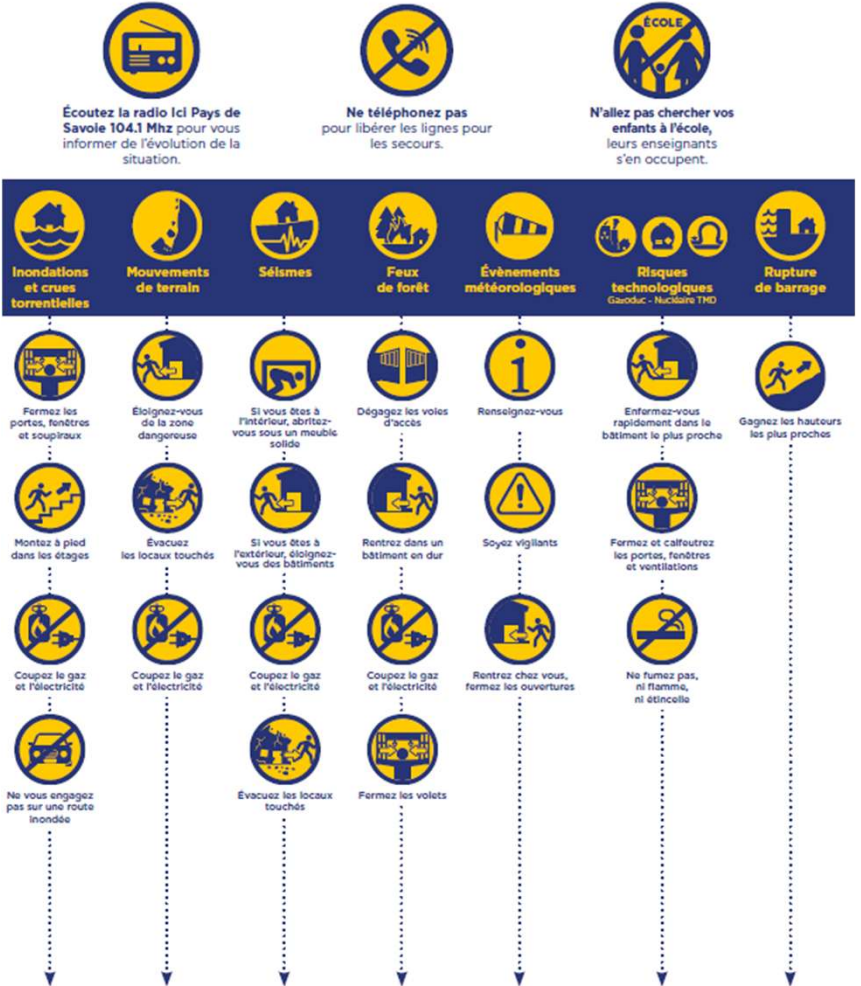 Écoutez la radio Ici Pays de
Savoie 104.1 Mhz pour vous
informer de l'évolution de la
situation.
Ne téléphonez pas
pour libérer les lignes pour
les secours.
ÉCOLE
N'allez pas chercher vos
enfants à l'école,
leurs enseignants
s'en occupent.
Inondations
et crues
torrentielles
Mouvements
de terrain
Séismes
Feux
de forêt
Évènements
météorologiques
Risques
technologiques
Gazoduc - Nucléaire TMD
Rupture
de barrage
Fermez les
portes, fenêtres
et soupiraux
Montez à pied
dans les étages
Coupez le gaz
et l'électricité
Ne vous engagez
pas sur une route
inondée
Éloignez-vous
de la zone
dangereuse
Évacuez
les locaux touchés
Coupez le gaz
et l'électricité
Si vous êtes à
l'intérieur, abritez-
vous sous un meuble
solide
Si vous êtes à
l'extérieur, éloignez-
vous des bâtiments
Coupez le gaz
et l'électricité
Évacuez les locaux
touchés
Dégagez les voies
d'accès
Rentrez dans un
bâtiment en dur
Coupez le gaz
et l'électricité
Fermez les volets
i
Renseignez-vous
Soyez vigilants
Rentrez chez vous,
fermez les ouvertures
Enfermez-vous
rapidement dans le
bâtiment le plus proche
Fermez et calfeutrez
les portes, fenêtres
et ventilations
Ne fumez pas,
ni flamme,
ni étincelle
Gagnez les hauteurs
les plus proches